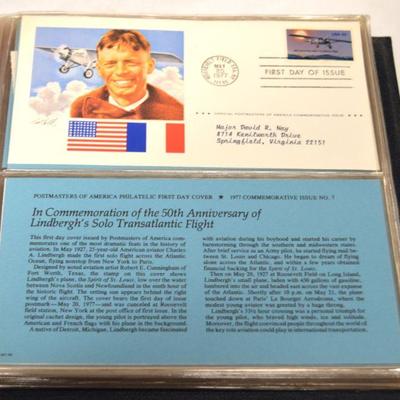 ROOSEVELT FIELD STA. NY
MAY
20
1977
11530
USA 13c
FIRST DAY OF ISSUE
OFFICIAL POSTMASTERS OF AMERICA COMMEMORATIVE ISSUE
Major David R. Nay
8714 Kenilworth Drive
Springfield, Virginia 22151
POSTMASTERS OF AMERICA PHILATELIC FIRST DAY COVER ★ 1977 COMMEMORATIVE ISSUE NO. 7
In Commemoration of the 50th Anniversary of
Lindbergh's Solo Transatlantic Flight
This first day cover issued by Postmasters of America com-
memorates one of the most dramatic feats in the history of
aviation. In May 1927, 25-year-old American aviator Charles
A. Lindbergh made the first solo flight across the Atlantic
Ocean, flying nonstop from New York to Paris.
Designed by noted aviation artist Robert E. Cunningham of
Fort Worth, Texas, the stamp on this cover shows
Lindbergh's plane, the Spirit of St. Louis, low over the water
between Nova Scotia and Newfoundland in the ninth hour of
the historic flight. The setting sun appears behind the right
wing of the aircraft. The cover bears the first day of issue
postmark—May 20, 1977—and was canceled at Roosevelt
Field station, New York at the post office of first issue. In the
original cachet design, the young pilot is portrayed above the
American and French flags with his plane in the background.
A native of Detroit, Michigan, Lindbergh became fascinated
with aviation during his boyhood and started his career by
barnstorming through the southern and midwestern states.
After brief service as an Army pilot, he started flying mail bet-
ween St. Louis and Chicago. He began to dream of flying
alone across the Atlantic, and within a few years obtained
financial backing for the Spirit of St. Louis.
Then on May 20, 1927 at Roosevelt Field on Long Island,
Lindbergh's small plane, laden with 450 gallons of gasoline,
lumbered into the air and headed east across the vast expanse
of the Atlantic. Shortly after 10 p.m. on May 21, the plane
touched down at Paris' Le Bourget Aerodrome, where the
modest young aviator was greeted by a huge throng.
Lindbergh's 33½ hour crossing was a personal triumph for
the young pilot, who had braved high winds, ice and solitude.
Moreover, the flight convinced people throughout the world of
the key role aviation could play in international transportation.